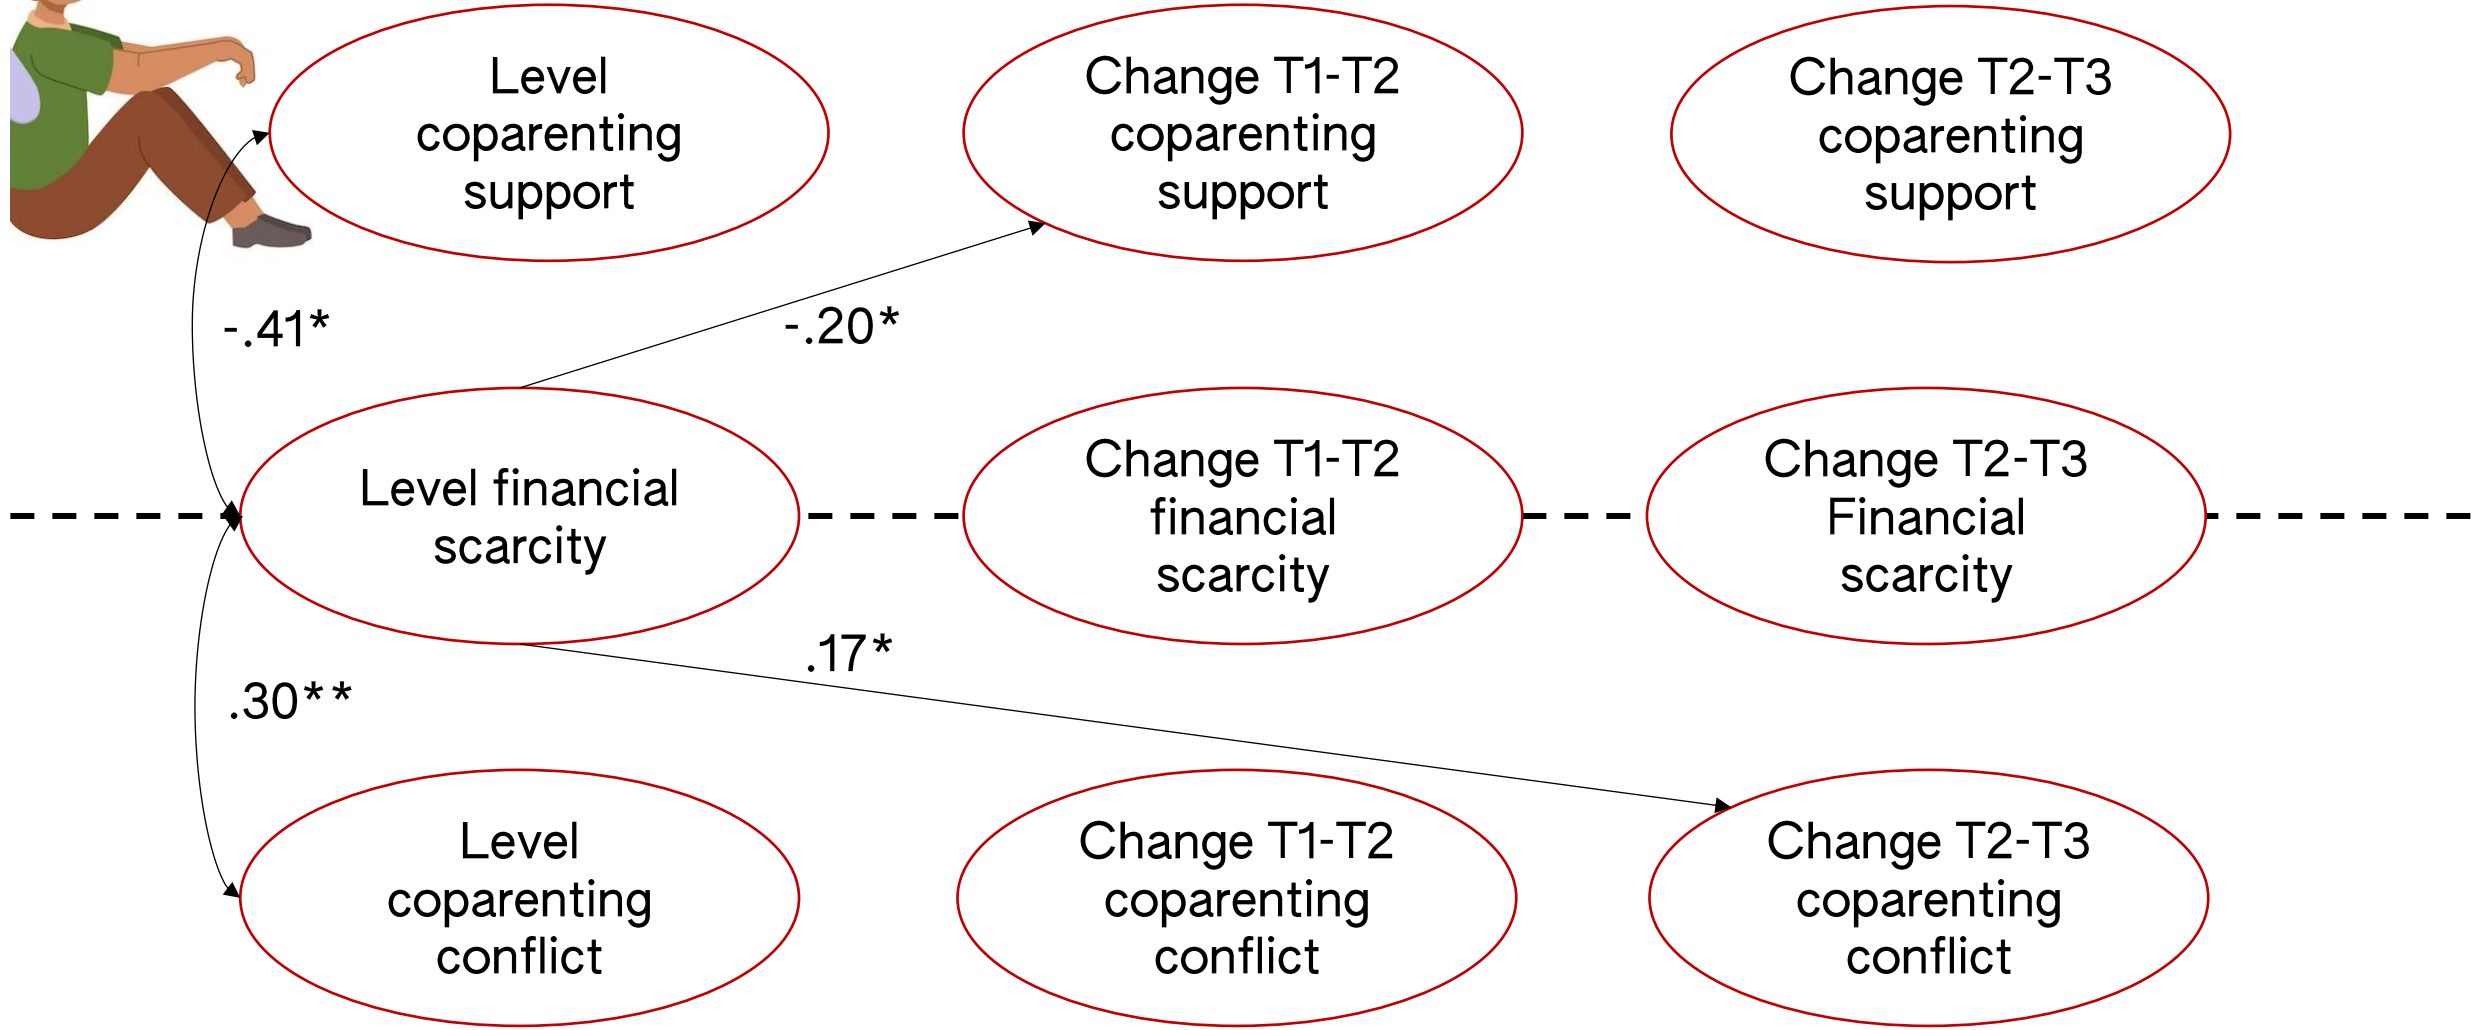 Level
coparenting
support
Change T1-T2
coparenting
support
Change T2-T3
coparenting
support
-.41*
-.20*
Level financial
scarcity
Change T1-T2
financial
scarcity
Change T2-T3
Financial
scarcity
.17*
.30**
Level
coparenting
conflict
Change T1-T2
coparenting
conflict
Change T2-T3
coparenting
conflict